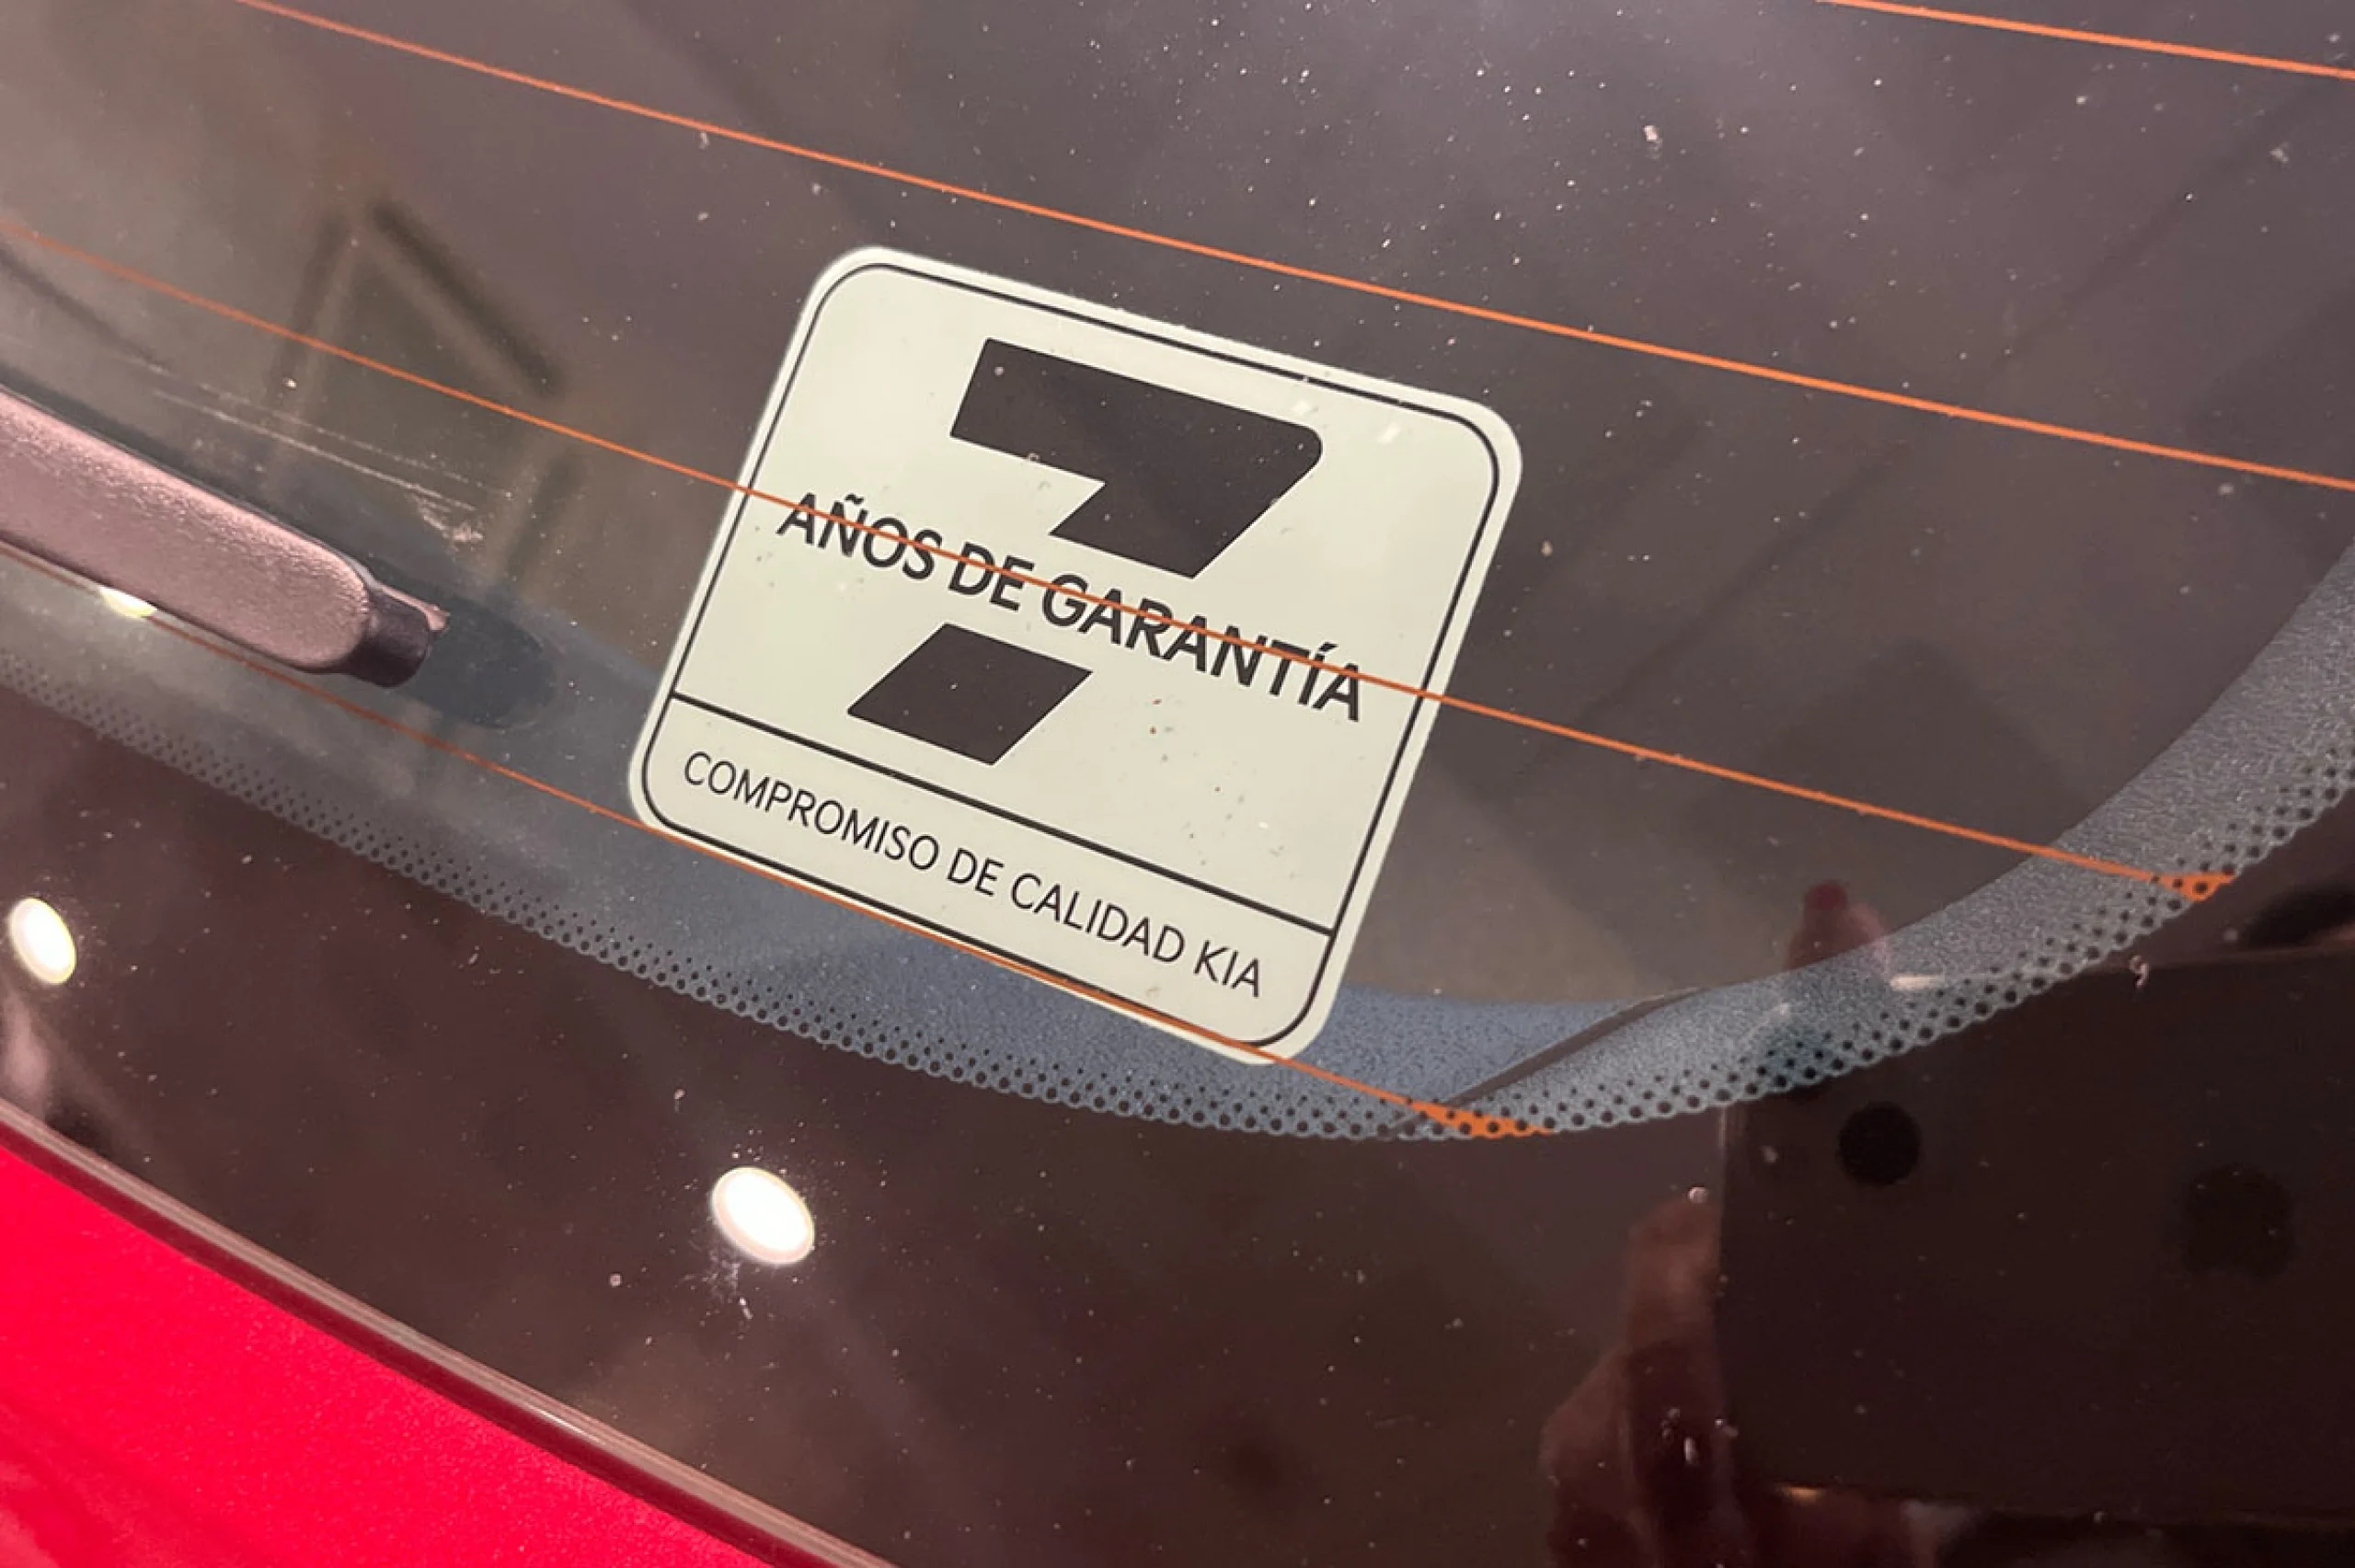 7
AÑOS DE GARANTÍA
COMPROMISO DE CALIDAD KIA